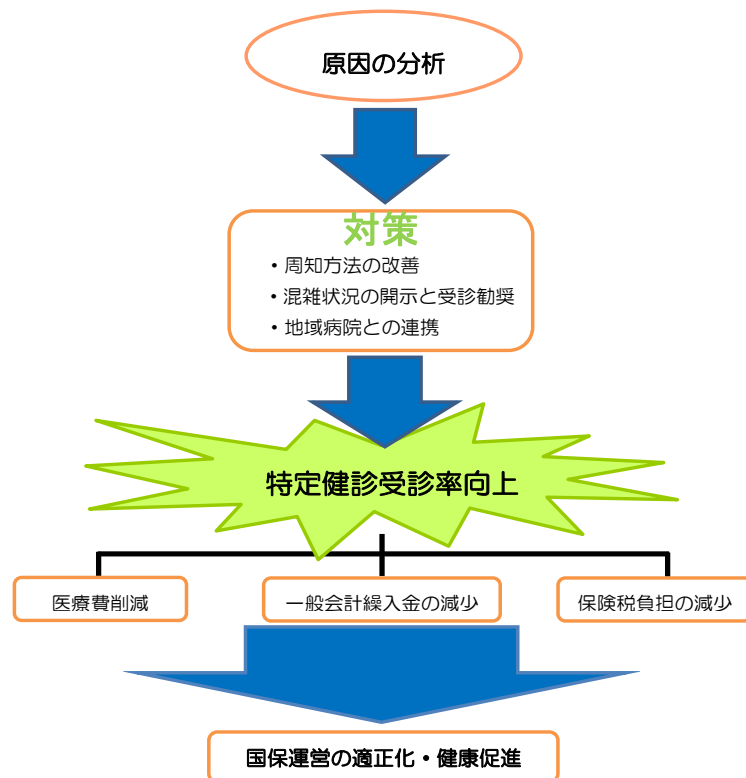 原因の分析
対策
・周知方法の改善
・混雑状況の開示と受診勧奨
・地域病院との連携
特定健診受診率向上
医療費削減
一般会計繰入金の減少
保険税負担の減少
国保運営の適正化・健康促進